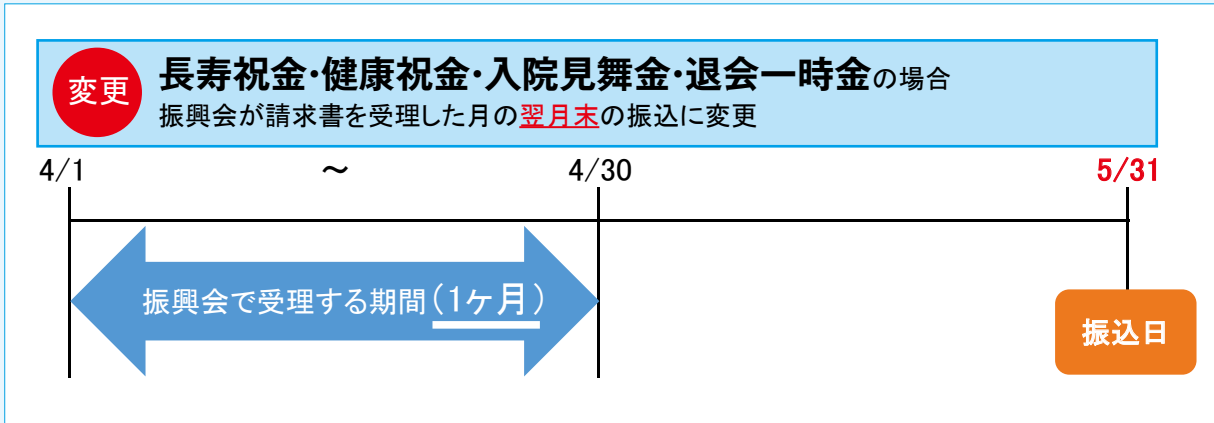 変更
長寿祝金･健康祝金･入院見舞金･退会一時金の場合
振興会が請求書を受理した月の翌月末の振込に変更
4/1 ～ 4/30 5/31
振興会で受理する期間(1ケ月)
振込日